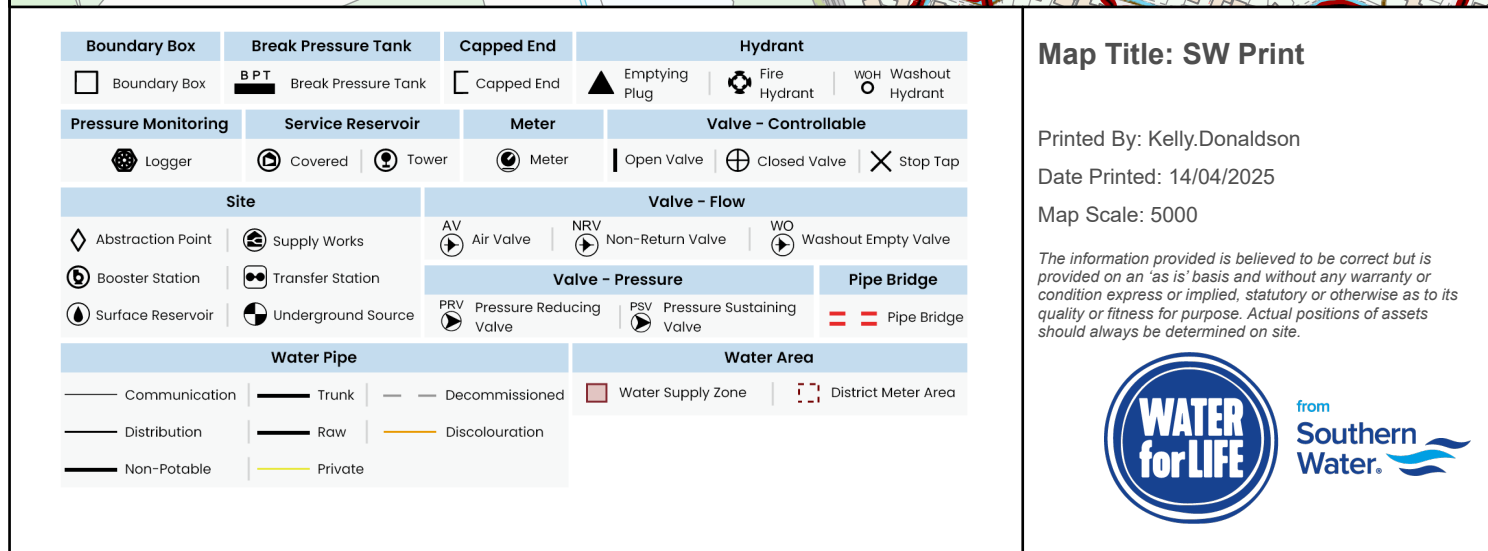 Boundary Box
Break Pressure Tank
Capped End
Hydrant
Boundary Box
BPT
Break Pressure Tank
Capped End
Emptying
Plug
Fire
Hydrant
WOH
Washout
Hydrant
Pressure Monitoring
Service Reservoir
Meter
Valve - Controllable
Logger
Covered
Tower
Meter
Open Valve
Closed Valve
Stop Tap
Site
Valve - Flow
Abstraction Point
Supply Works
AV
Air Valve
NRV
Non-Return Valve
WO
Washout Empty Valve
Booster Station
Transfer Station
Valve - Pressure
Pipe Bridge
Surface Reservoir
Underground Source
PRV
Pressure Reducing
Valve
PSV
Pressure Sustaining
Valve
Pipe Bridge
Water Pipe
Water Area
Communication
Trunk
Decommissioned
Water Supply Zone
District Meter Area
Distribution
Raw
Discolouration
Non-Potable
Private
Map Title: SW Print
Printed By: Kelly.Donaldson
Date Printed: 14/04/2025
Map Scale: 5000
The information provided is believed to be correct but is
provided on an 'as is' basis and without any warranty or
condition express or implied, statutory or otherwise as to its
quality or fitness for purpose. Actual positions of assets
should always be determined on site.
WATER
for LIFE
from
Southern
Water.